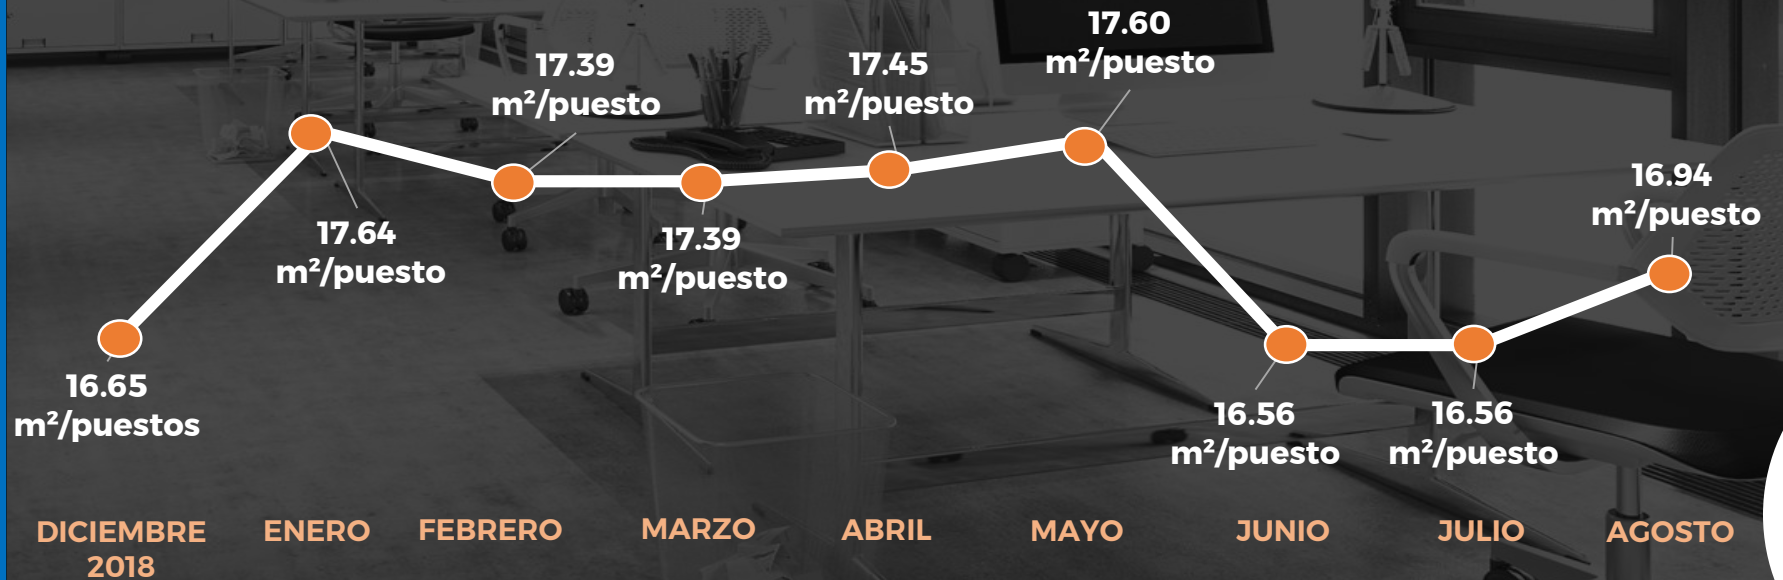 17.60
m²/puesto
17.39
m²/puesto
17.45
m²/puesto
16.94
m²/puesto
17.64
m²/puesto
17.39
m²/puesto
16.65
m²/puestos
16.56
m²/puesto
16.56
m²/puesto
DICIEMBRE
2018
ENERO
FEBRERO
MARZO
ABRIL
MAYO
JUNIO
JULIO
AGOSTO